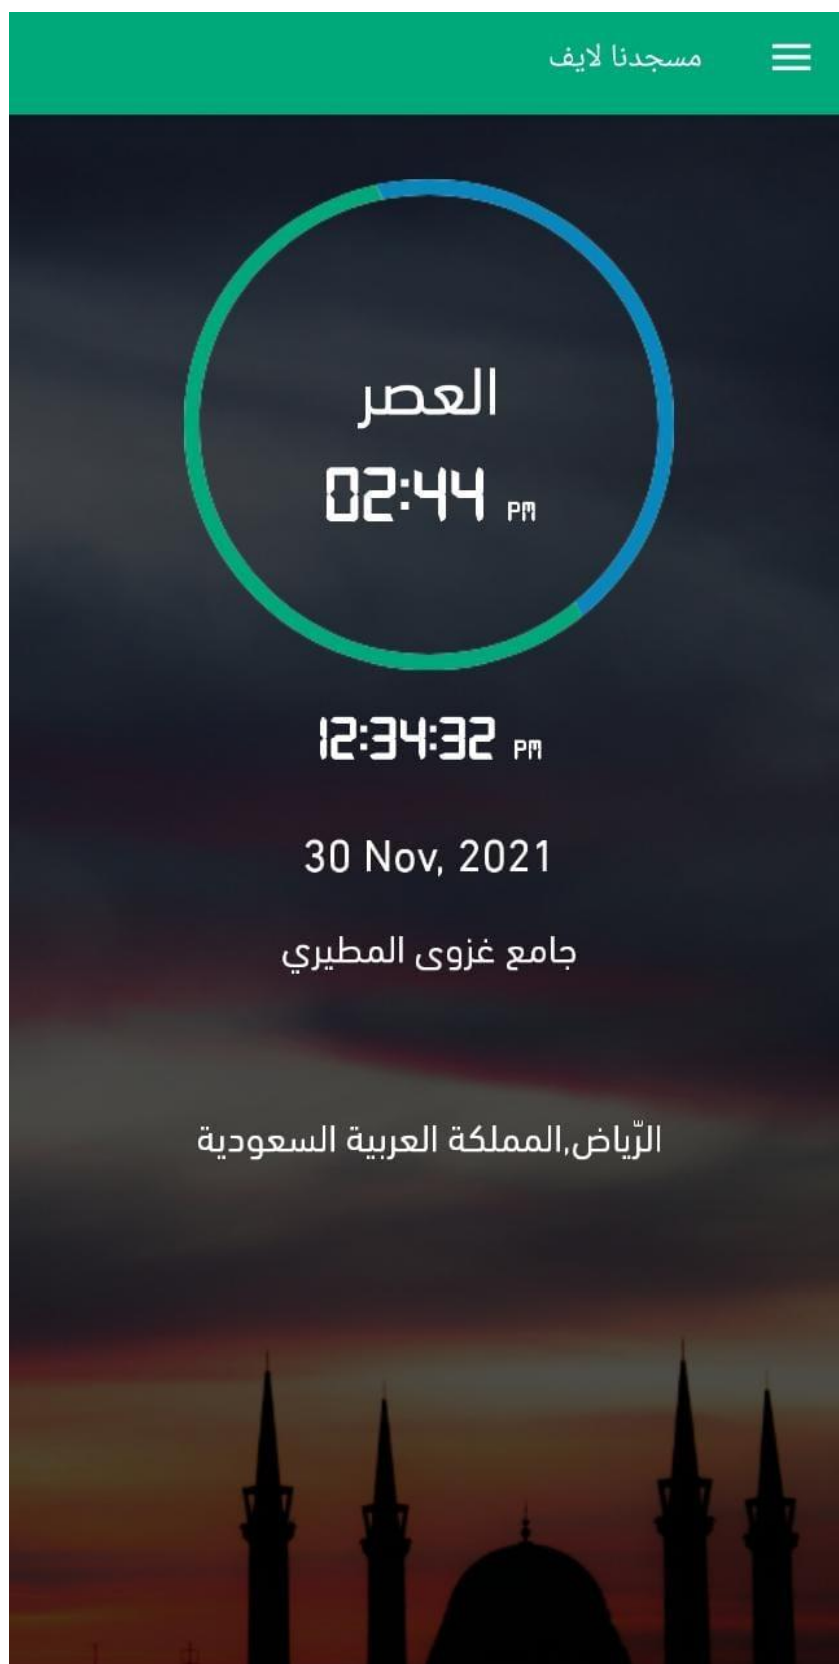 مسجدنا لايف
العصر
02:44 PM
12:34:32 PM
30 Nov, 2021
جامع غزوى المطيري
الرّياض,المملكة العربية السعودية